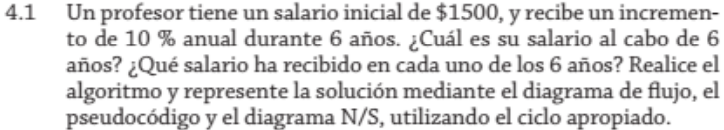 4.1 Un profesor tiene un salario inicial de $1500, y recibe un incremen-
to de 10 % anual durante 6 años. ¿Cuál es su salario al cabo de 6
años? ¿Qué salario ha recibido en cada uno de los 6 años? Realice el
algoritmo y represente la solución mediante el diagrama de flujo, el
pseudocódigo y el diagrama N/S, utilizando el ciclo apropiado.